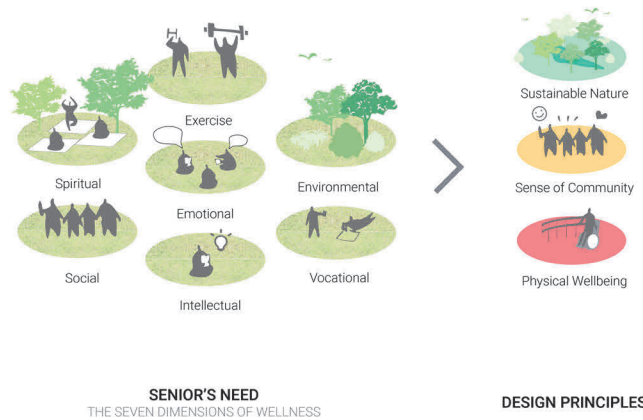 Exercise
Spiritual
Emotional
Environmental
Social
Intellectual
Vocational
SENIOR'S NEED
THE SEVEN DIMENSIONS OF WELLNESS
Sustainable Nature
Sense of Community
Physical Wellbeing
DESIGN PRINCIPLES